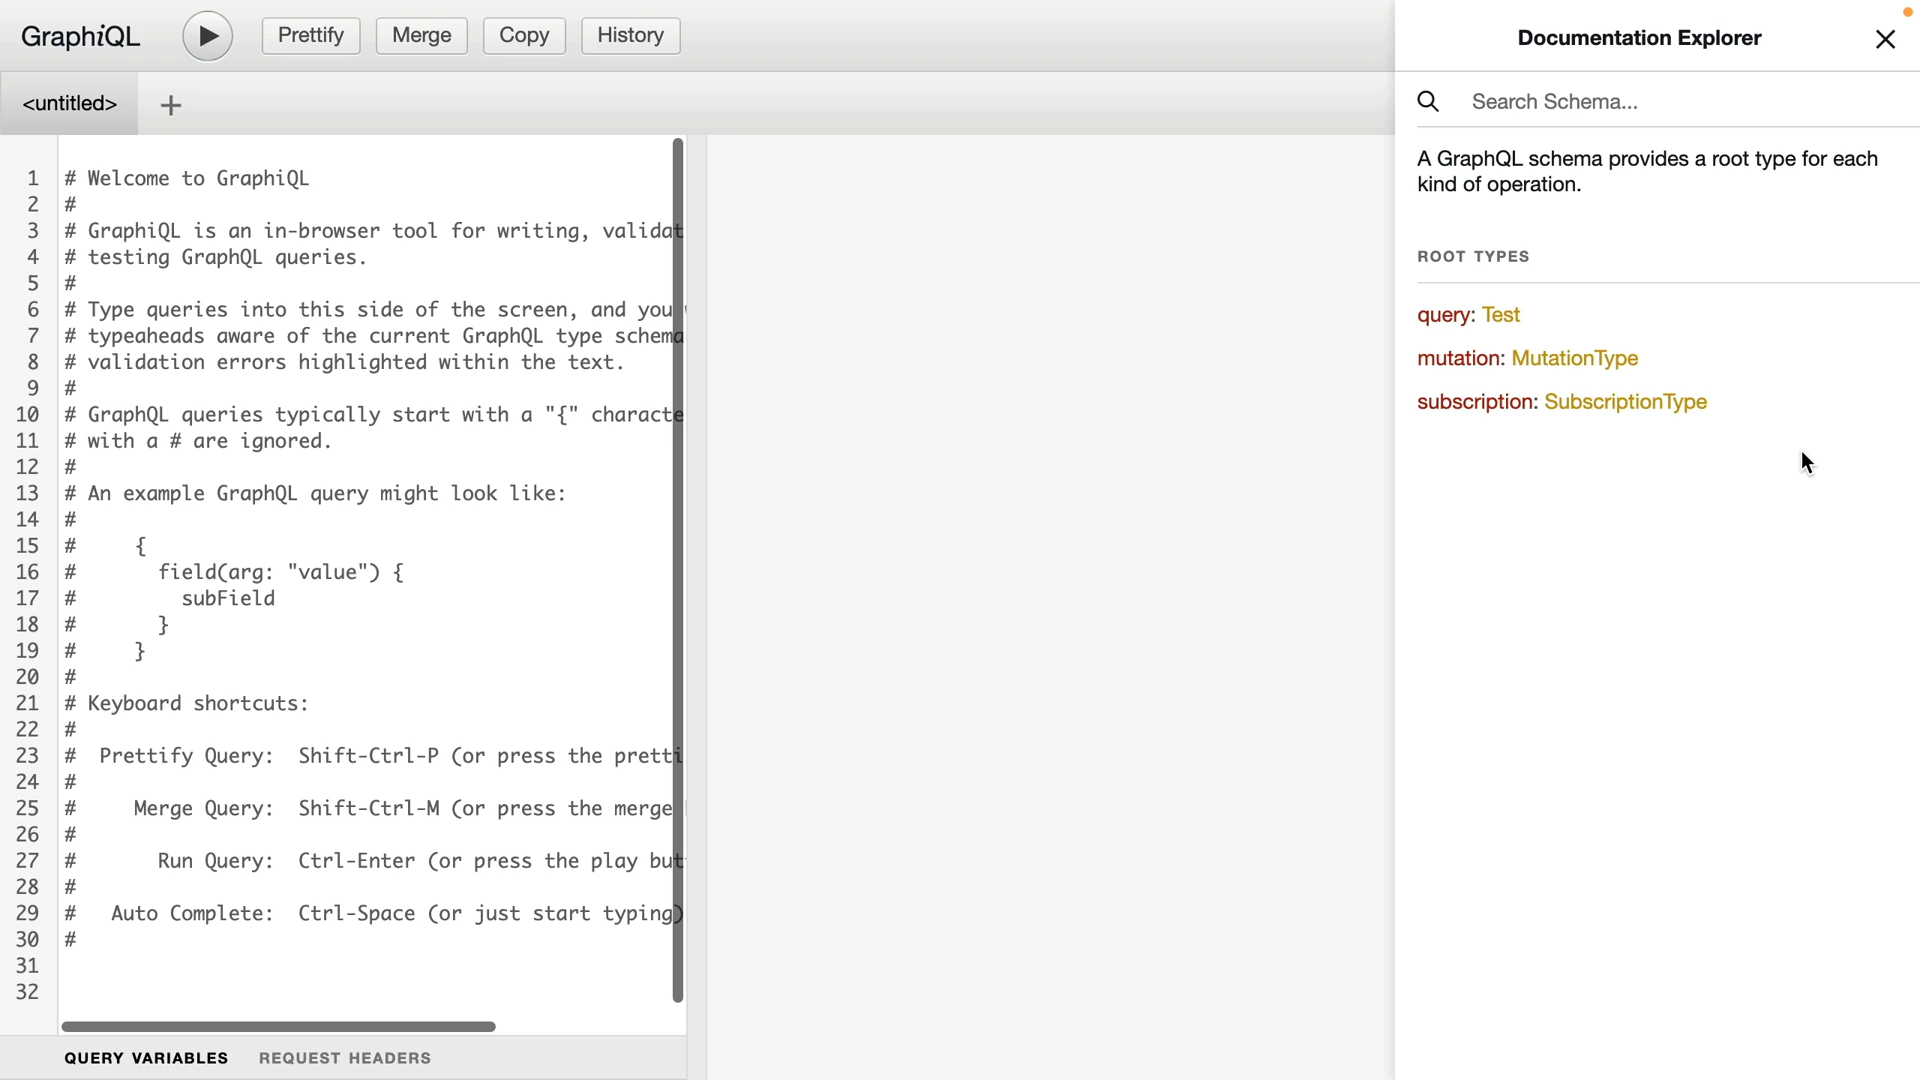 GraphiQL
Prettify
Merge
Copy
History
<untitled>
+
1 # Welcome to GraphiQL
2 #
3 # GraphiQL is an in-browser tool for writing, validat
4 # testing GraphQL queries.
5 #
6 # Type queries into this side of the screen, and you
7 # typeaheads aware of the current GraphQL type schema
8 # validation errors highlighted within the text.
9 #
10 # GraphQL queries typically start with a "{" characte
11 # with a # are ignored.
12 #
13 # An example GraphQL query might look like:
14 #
15 #     {
16 #       field(arg: "value") {
17 #         subField
18 #       }
19 #     }
20 #
21 # Keyboard shortcuts:
22 #
23 #  Prettify Query:  Shift-Ctrl-P (or press the pretti
24 #
25 #     Merge Query:  Shift-Ctrl-M (or press the merge
26 #
27 #       Run Query:  Ctrl-Enter (or press the play but
28 #
29 #   Auto Complete:  Ctrl-Space (or just start typing)
30 #
31
32
QUERY VARIABLES
REQUEST HEADERS
Documentation Explorer
Search Schema...
A GraphQL schema provides a root type for each
kind of operation.
ROOT TYPES
query: Test
mutation: MutationType
subscription: SubscriptionType